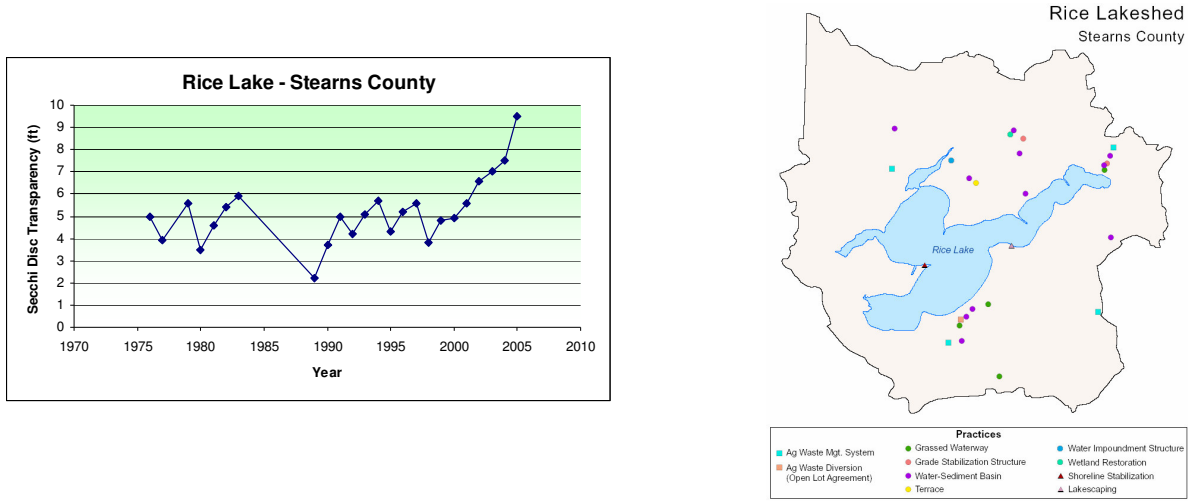 Rice Lake - Stearns County
Secchi Disc Transparency (ft)
10
9
8
7
6
5
4
3
2
1
0
1970 1975 1980 1985 1990 1995 2000 2005 2010
Year
Rice Lakeshed
Stearns County
Rice Lake
Practices
Ag Waste Mgt. System
Ag Waste Diversion
(Open Lot Agreement)
Grassed Waterway
Grade Stabilization Structure
Water-Sediment Basin
Terrace
Water Impoundment Structure
Wetland Restoration
Shoreline Stabilization
Lakescaping